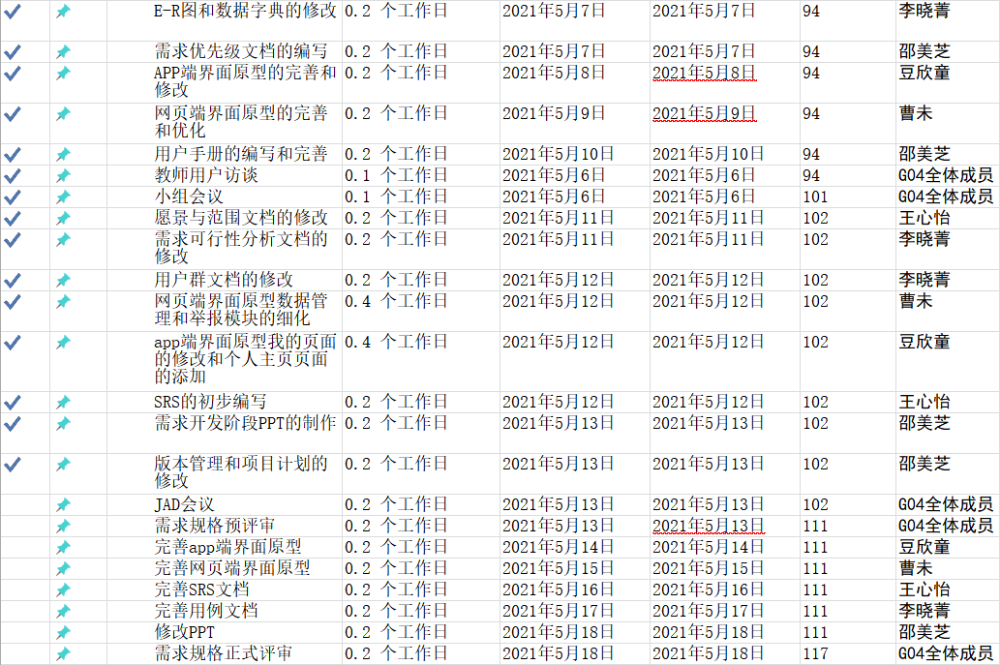 E-R图和数据字典的修改 0.2 个工作日 2021年5月7日 2021年5月7日 94 李晓菁
需求优先级文档的编写 0.2 个工作日 2021年5月7日 2021年5月7日 94 邵美芝
APP端界面原型的完善和 0.2 个工作日 2021年5月8日 2021年5月8日 94 豆欣童
修改
网页端界面原型的完善 0.2 个工作日 2021年5月9日 2021年5月9日 94 曹未
和优化
用户手册的编写和完善 0.2 个工作日 2021年5月10日 2021年5月10日 94 邵美芝
教师用户访谈 0.1 个工作日 2021年5月6日 2021年5月6日 94 G04全体成员
小组会议 0.1 个工作日 2021年5月6日 2021年5月6日 101 G04全体成员
愿景与范围文档的修改 0.2 个工作日 2021年5月11日 2021年5月11日 102 王心怡
需求可行性分析文档的 0.2 个工作日 2021年5月11日 2021年5月11日 102 李晓菁
修改
用户群文档的修改 0.2 个工作日 2021年5月12日 2021年5月12日 102 李晓菁
网页端界面原型数据管 0.4 个工作日 2021年5月12日 2021年5月12日 102 曹未
理和举报模块的细化
app端界面原型我的页面 0.4 个工作日 2021年5月12日 2021年5月12日 102 豆欣童
的修改和个人主页页面
的添加
SRS的初步编写 0.2 个工作日 2021年5月12日 2021年5月12日 102 王心怡
需求开发阶段PPT的制作 0.2 个工作日 2021年5月13日 2021年5月13日 102 邵美芝
版本管理和项目计划的 0.2 个工作日 2021年5月13日 2021年5月13日 102 邵美芝
修改
JAD会议 0.2 个工作日 2021年5月13日 2021年5月13日 102 G04全体成员
需求规格预评审 0.2 个工作日 2021年5月13日 2021年5月13日 111 G04全体成员
完善app端界面原型 0.2 个工作日 2021年5月14日 2021年5月14日 111 豆欣童
完善网页端界面原型 0.2 个工作日 2021年5月15日 2021年5月15日 111 曹未
完善SRS文档 0.2 个工作日 2021年5月16日 2021年5月16日 111 王心怡
完善用例文档 0.2 个工作日 2021年5月17日 2021年5月17日 111 李晓菁
修改PPT 0.2 个工作日 2021年5月18日 2021年5月18日 111 邵美芝
需求规格正式评审 0.2 个工作日 2021年5月18日 2021年5月18日 117 G04全体成员